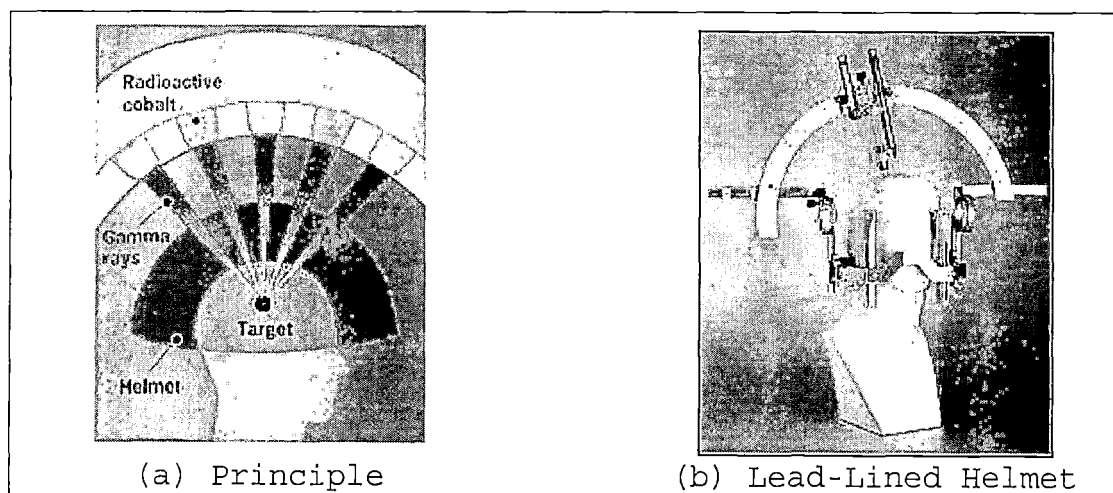 Radioactive
cobalt
Gamma
rays
Target
Helmet
(a) Principle
(b) Lead-Lined Helmet